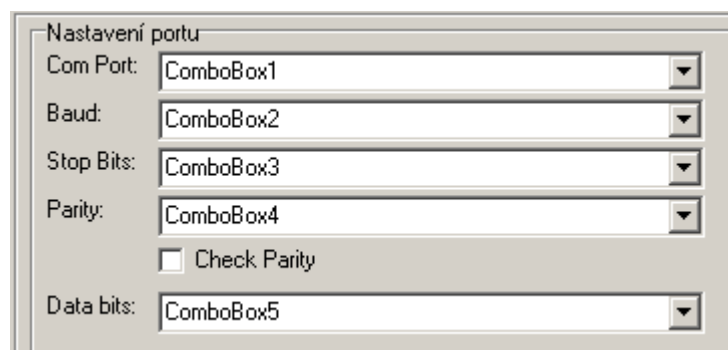 Nastavení portu
Com Port: ComboBox1
Baud: ComboBox2
Stop Bits: ComboBox3
Parity: ComboBox4
Check Parity
Data bits: ComboBox5